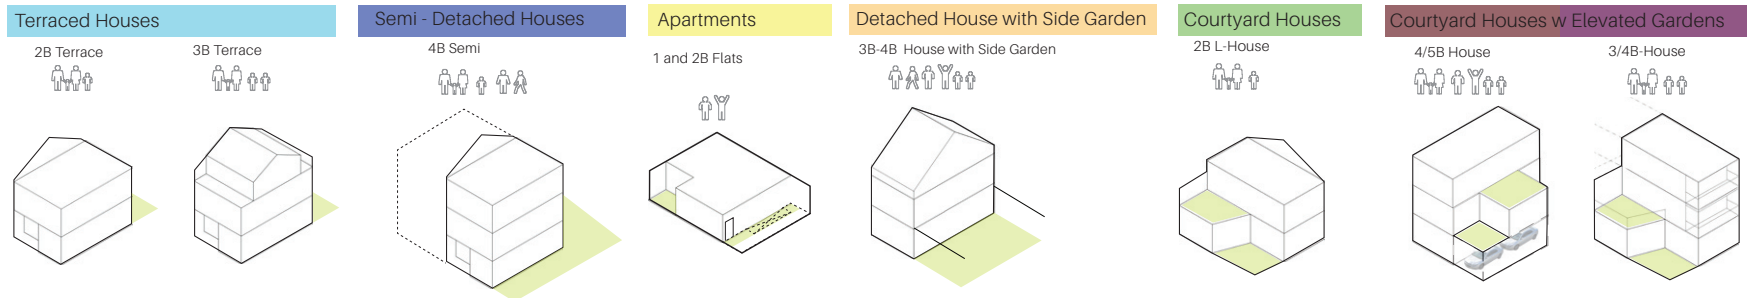 Terraced Houses
2B Terrace
3B Terrace
Semi - Detached Houses
4B Semi
Apartments
1 and 2B Flats
Detached House with Side Garden
3B-4B House with Side Garden
Courtyard Houses
2B L-House
Courtyard Houses w Elevated Gardens
4/5B House
3/4B-House